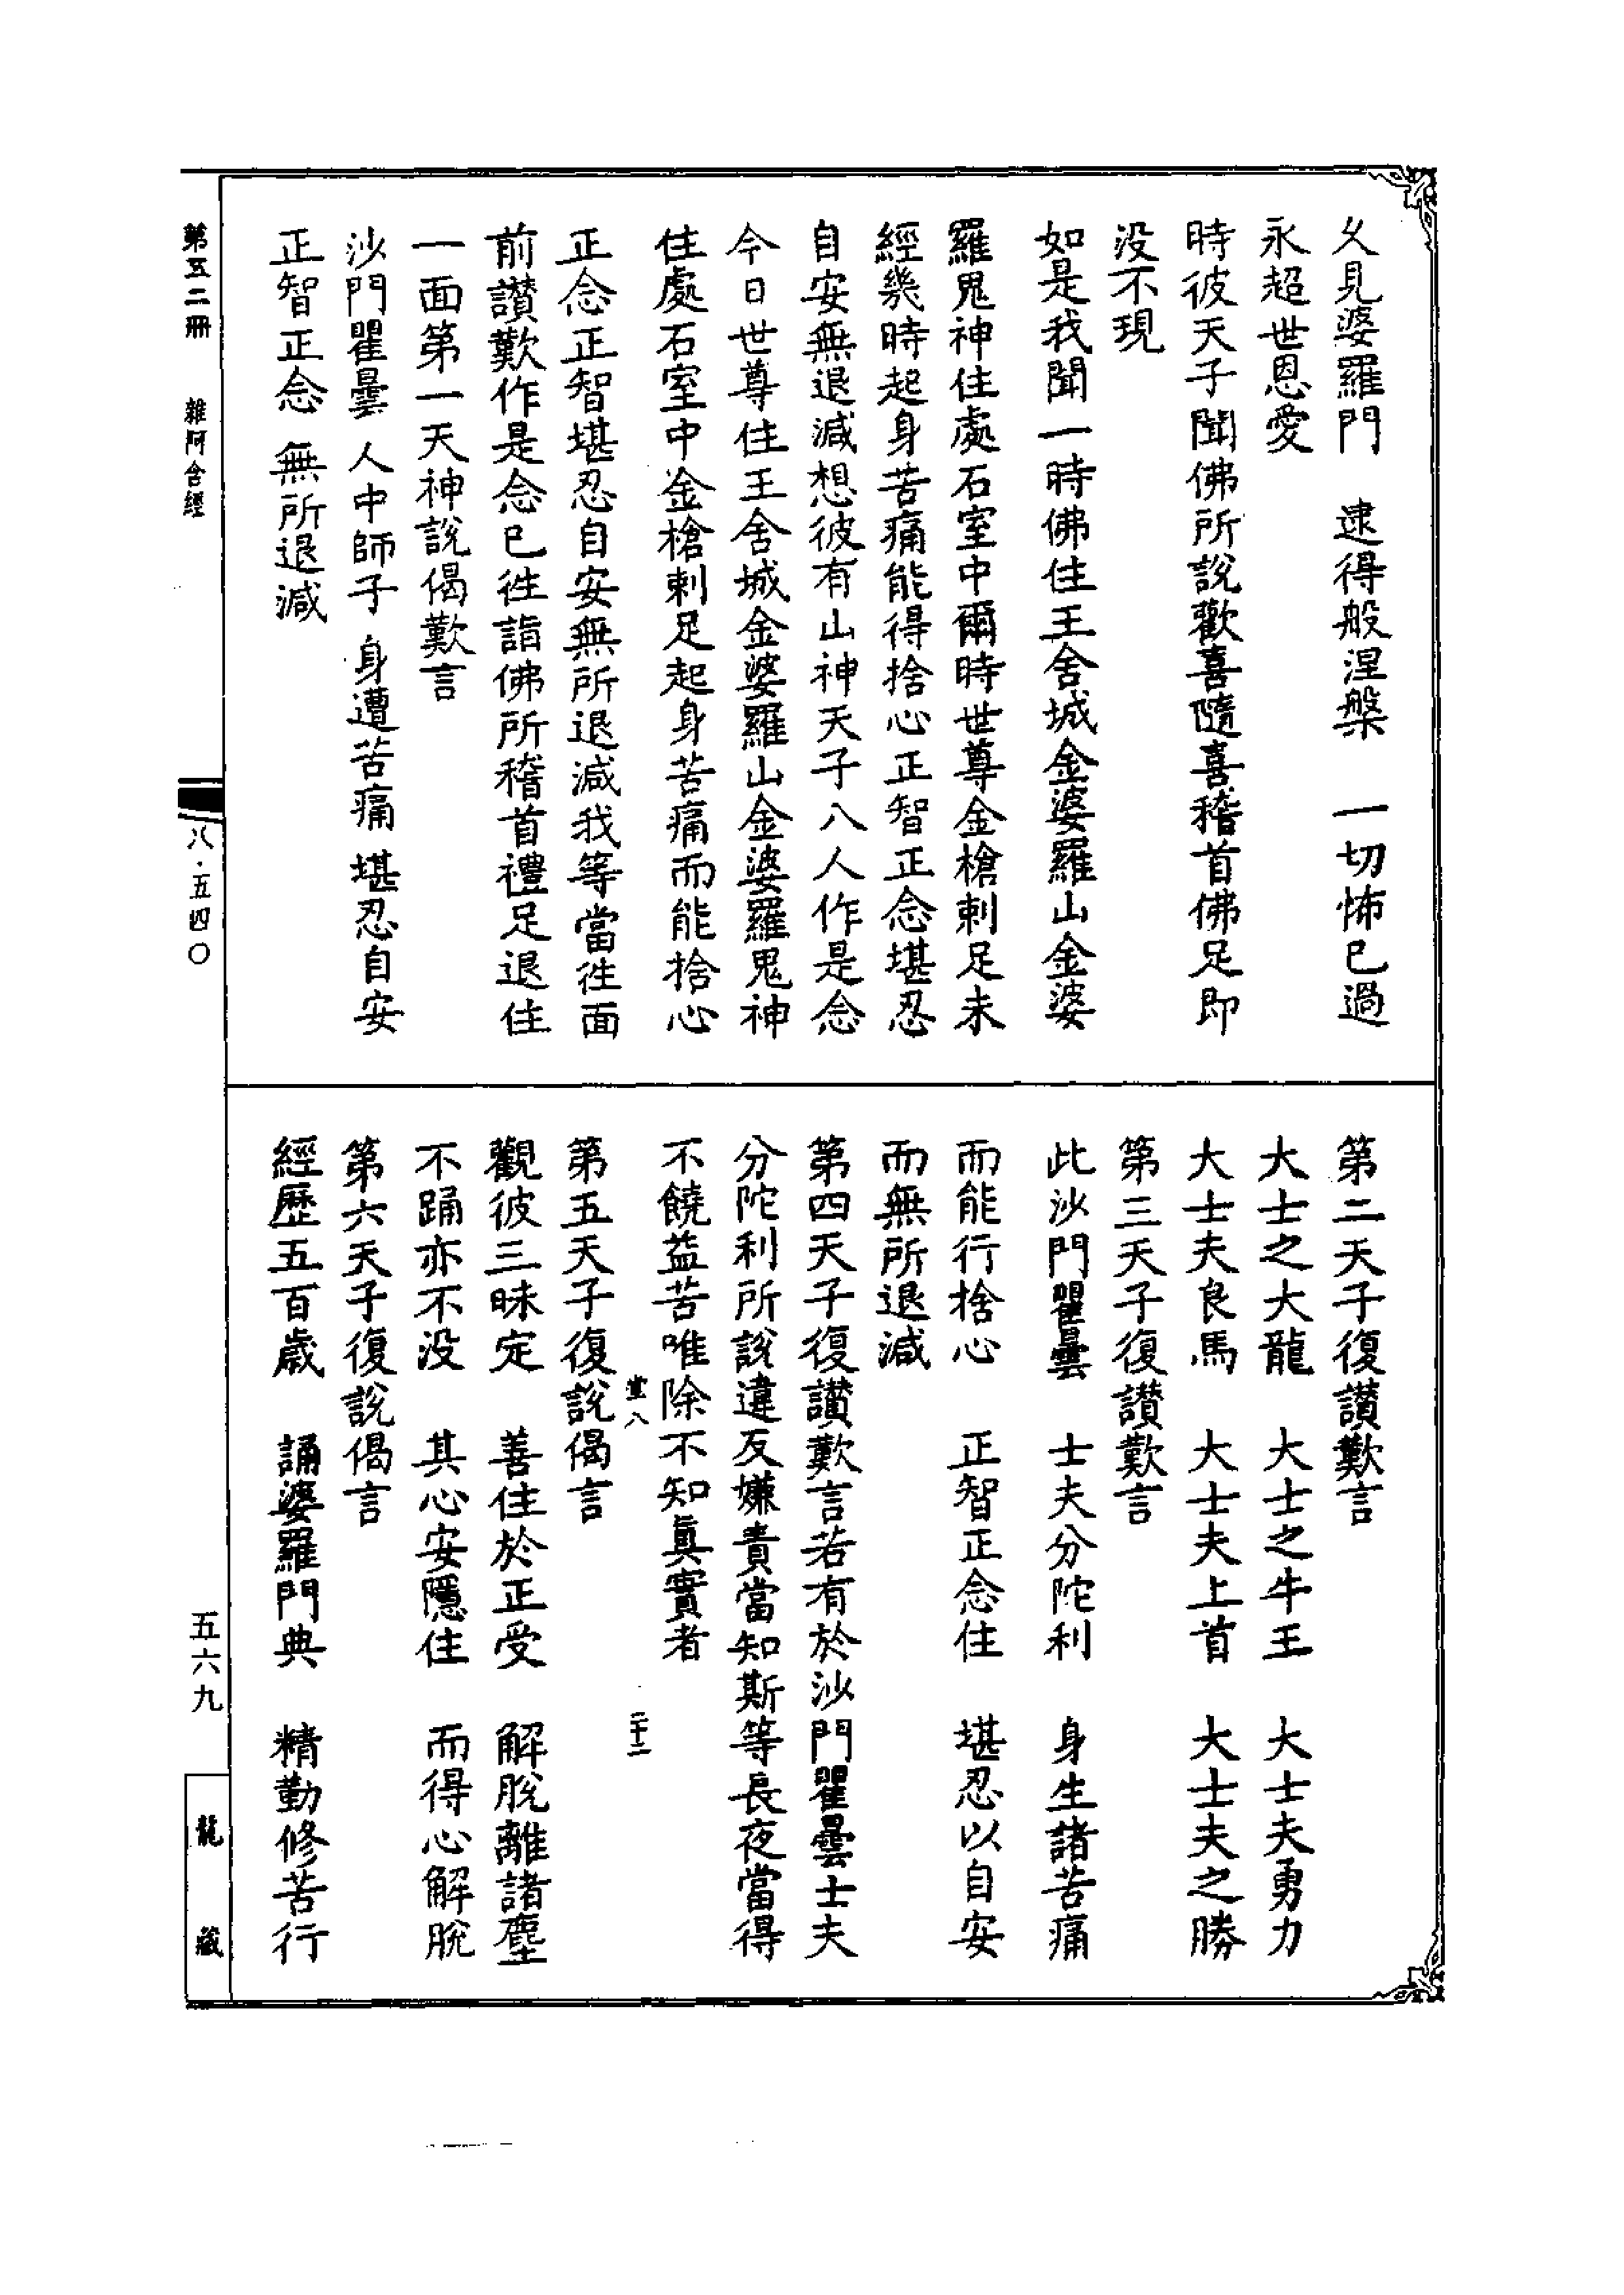 久見婆羅門　逮得般涅槃　一切怖已過
永超世恩愛
時彼天子聞佛所說歡喜隨喜稽首佛足即
没不現
如是我聞一時佛住王舍城金婆羅山金婆
羅鬼神住處石室中爾時世尊金槍刺足未
經幾時起身苦痛能得捨心正智正念堪忍
自安無退減想彼有山神天子八人作是念
今日世尊住王舍城金婆羅山金婆羅鬼神
住處石室中金槍刺足起身苦痛而能捨心
正念正智堪忍自安無所退減我等當往面
前讃歎作是念已往詣佛所稽首禮足退住
一面第一天神說偈歎言
沙門瞿曇　人中師子　身遭苦痛　堪忍自安
正智正念　無所退減
第二天子復讃歎言
大士之大龍　大士之牛王　大士夫勇力
大士夫良馬　大士夫上首　大士夫之勝
第三天子復讃歎言
此沙門瞿曇　士夫分陀利　身生諸苦痛
而能行捨心　正智正念住　堪忍以自安
而無所退減
第四天子復讃歎言若有於沙門瞿曇士夫
分陀利所說違反嫌責當知斯等長夜當得
不饒益苦唯除不知眞實者
堂八　二十二
第五天子復說偈言
觀彼三昧定　善住於正受　解脫離諸塵
不踊亦不没　其心安隱住　而得心解脫
第六天子復說偈言
經歷五百歲　誦婆羅門典　精勤修苦行
第五二冊　雜阿含經
八·五四〇
五六九
龍藏